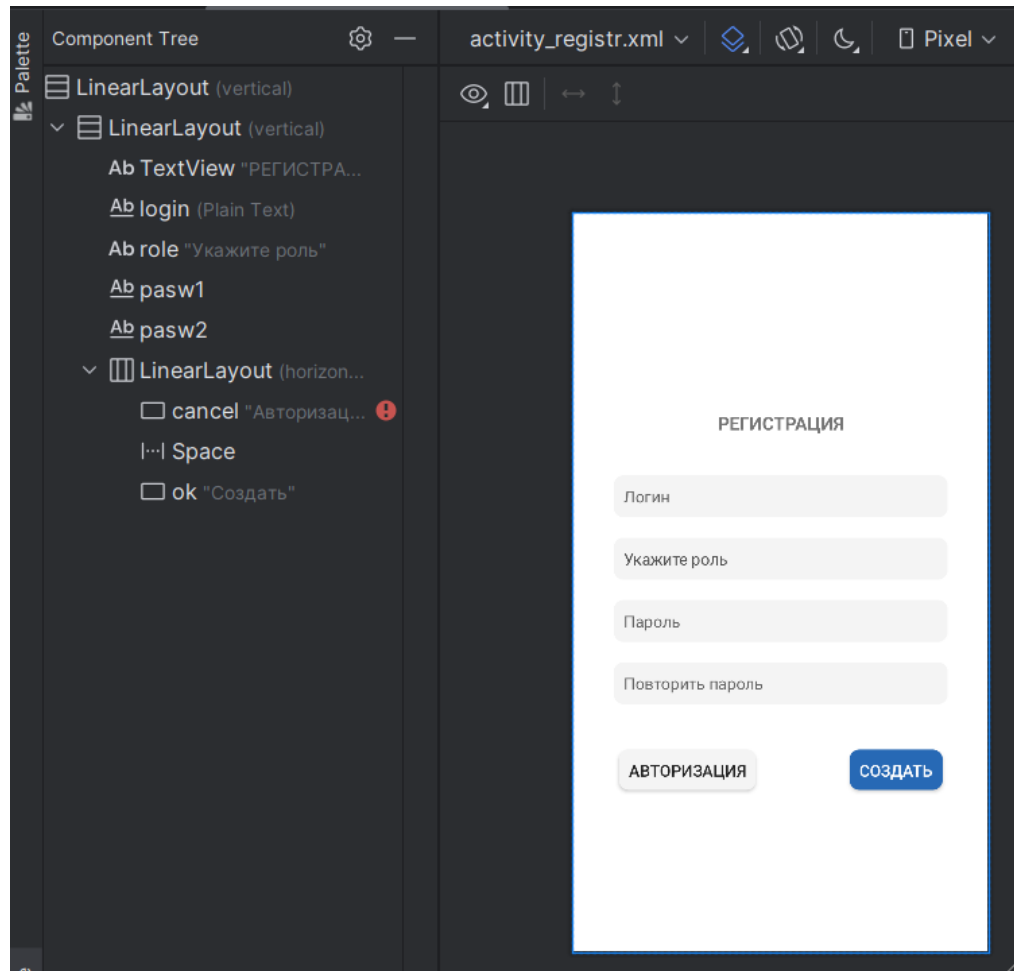 Palette
Component Tree
LinearLayout (vertical)
LinearLayout (vertical)
Ab TextView "РЕГИСТРА...
Ab login (Plain Text)
Ab role "Укажите роль"
Ab pasw1
Ab pasw2
LinearLayout (horizon...
cancel "Авторизац...
Space
ok "Создать"
activity_registr.xml
Pixel
РЕГИСТРАЦИЯ
Логин
Укажите роль
Пароль
Повторить пароль
АВТОРИЗАЦИЯ
СОЗДАТЬ